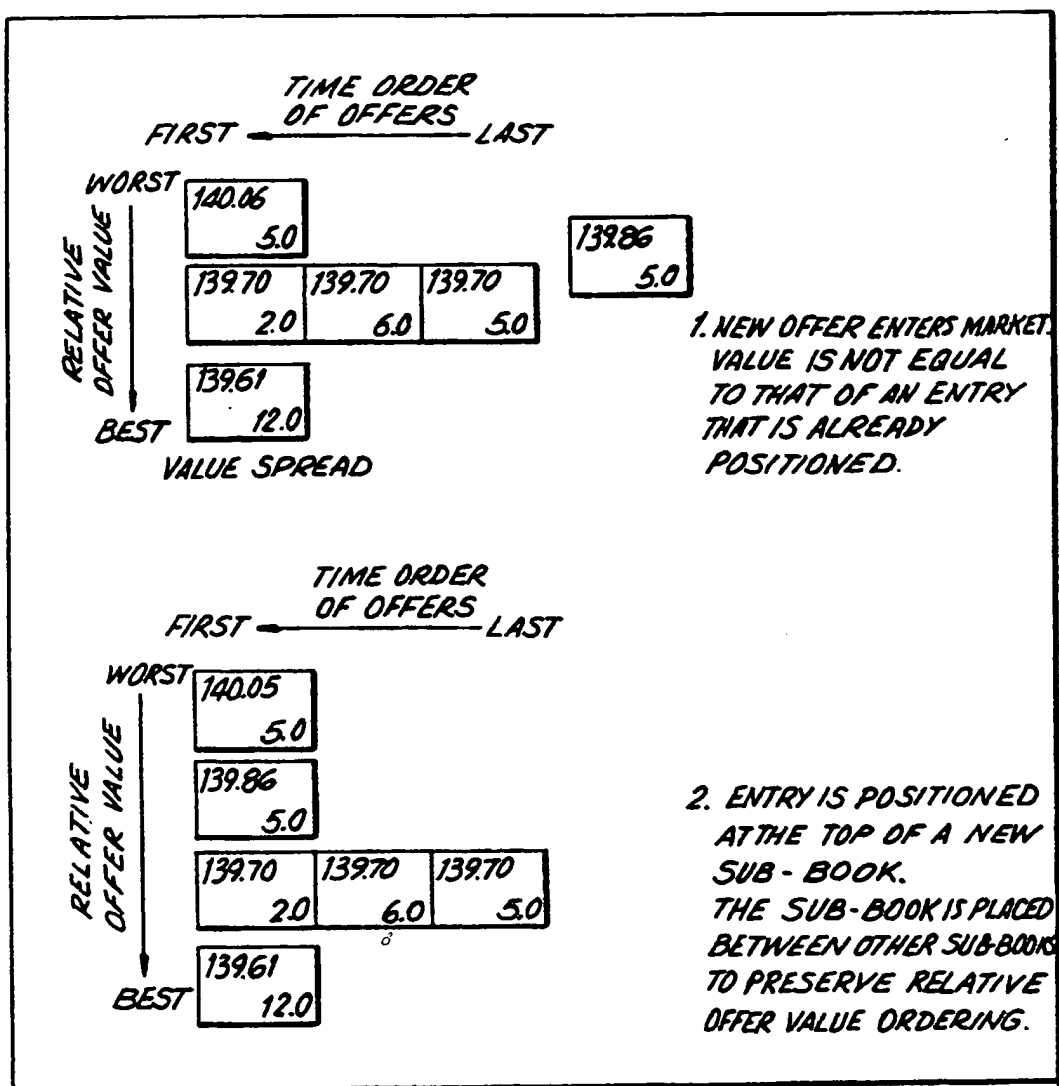 TIME ORDER
OF OFFERS
FIRST LAST
WORST
RELATIVE
OFFER VALUE
BEST
140.06
5.0
139.86
5.0
139.70 139.70 139.70
2.0 6.0 5.0
139.61
12.0
VALUE SPREAD
1. NEW OFFER ENTERS MARKET.
VALUE IS NOT EQUAL
TO THAT OF AN ENTRY
THAT IS ALREADY
POSITIONED.
TIME ORDER
OF OFFERS
FIRST LAST
WORST
RELATIVE
OFFER VALUE
BEST
140.05
5.0
139.86
5.0
139.70 139.70 139.70
2.0 6.0 5.0
139.61
12.0
2. ENTRY IS POSITIONED
AT THE TOP OF A NEW
SUB-BOOK.
THE SUB-BOOK IS PLACED
BETWEEN OTHER SUB-BOOKS
TO PRESERVE RELATIVE
OFFER VALUE ORDERING.